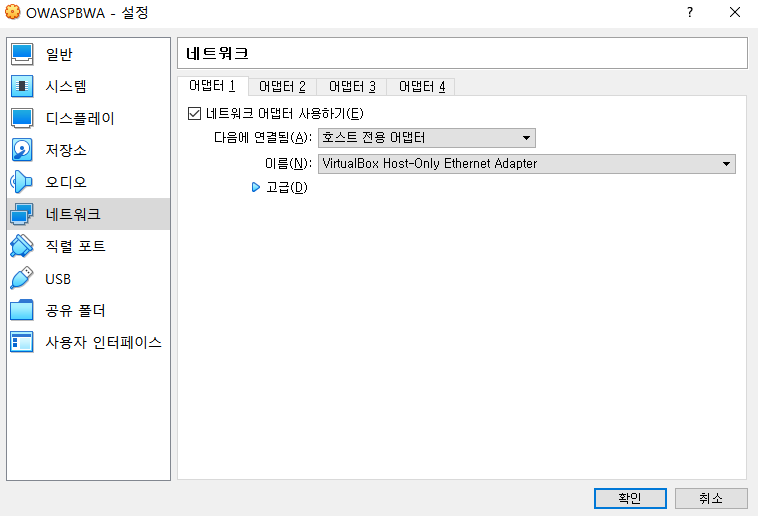 OWASPBWA - 설정
?
일반
시스템
디스플레이
저장소
오디오
네트워크
직렬 포트
USB
공유 폴더
사용자 인터페이스
네트워크
어댑터 1 어댑터 2 어댑터 3 어댑터 4
네트워크 어댑터 사용하기(E)
다음에 연결됨(A): 호스트 전용 어댑터
이름(N): VirtualBox Host-Only Ethernet Adapter
고급(D)
확인 취소